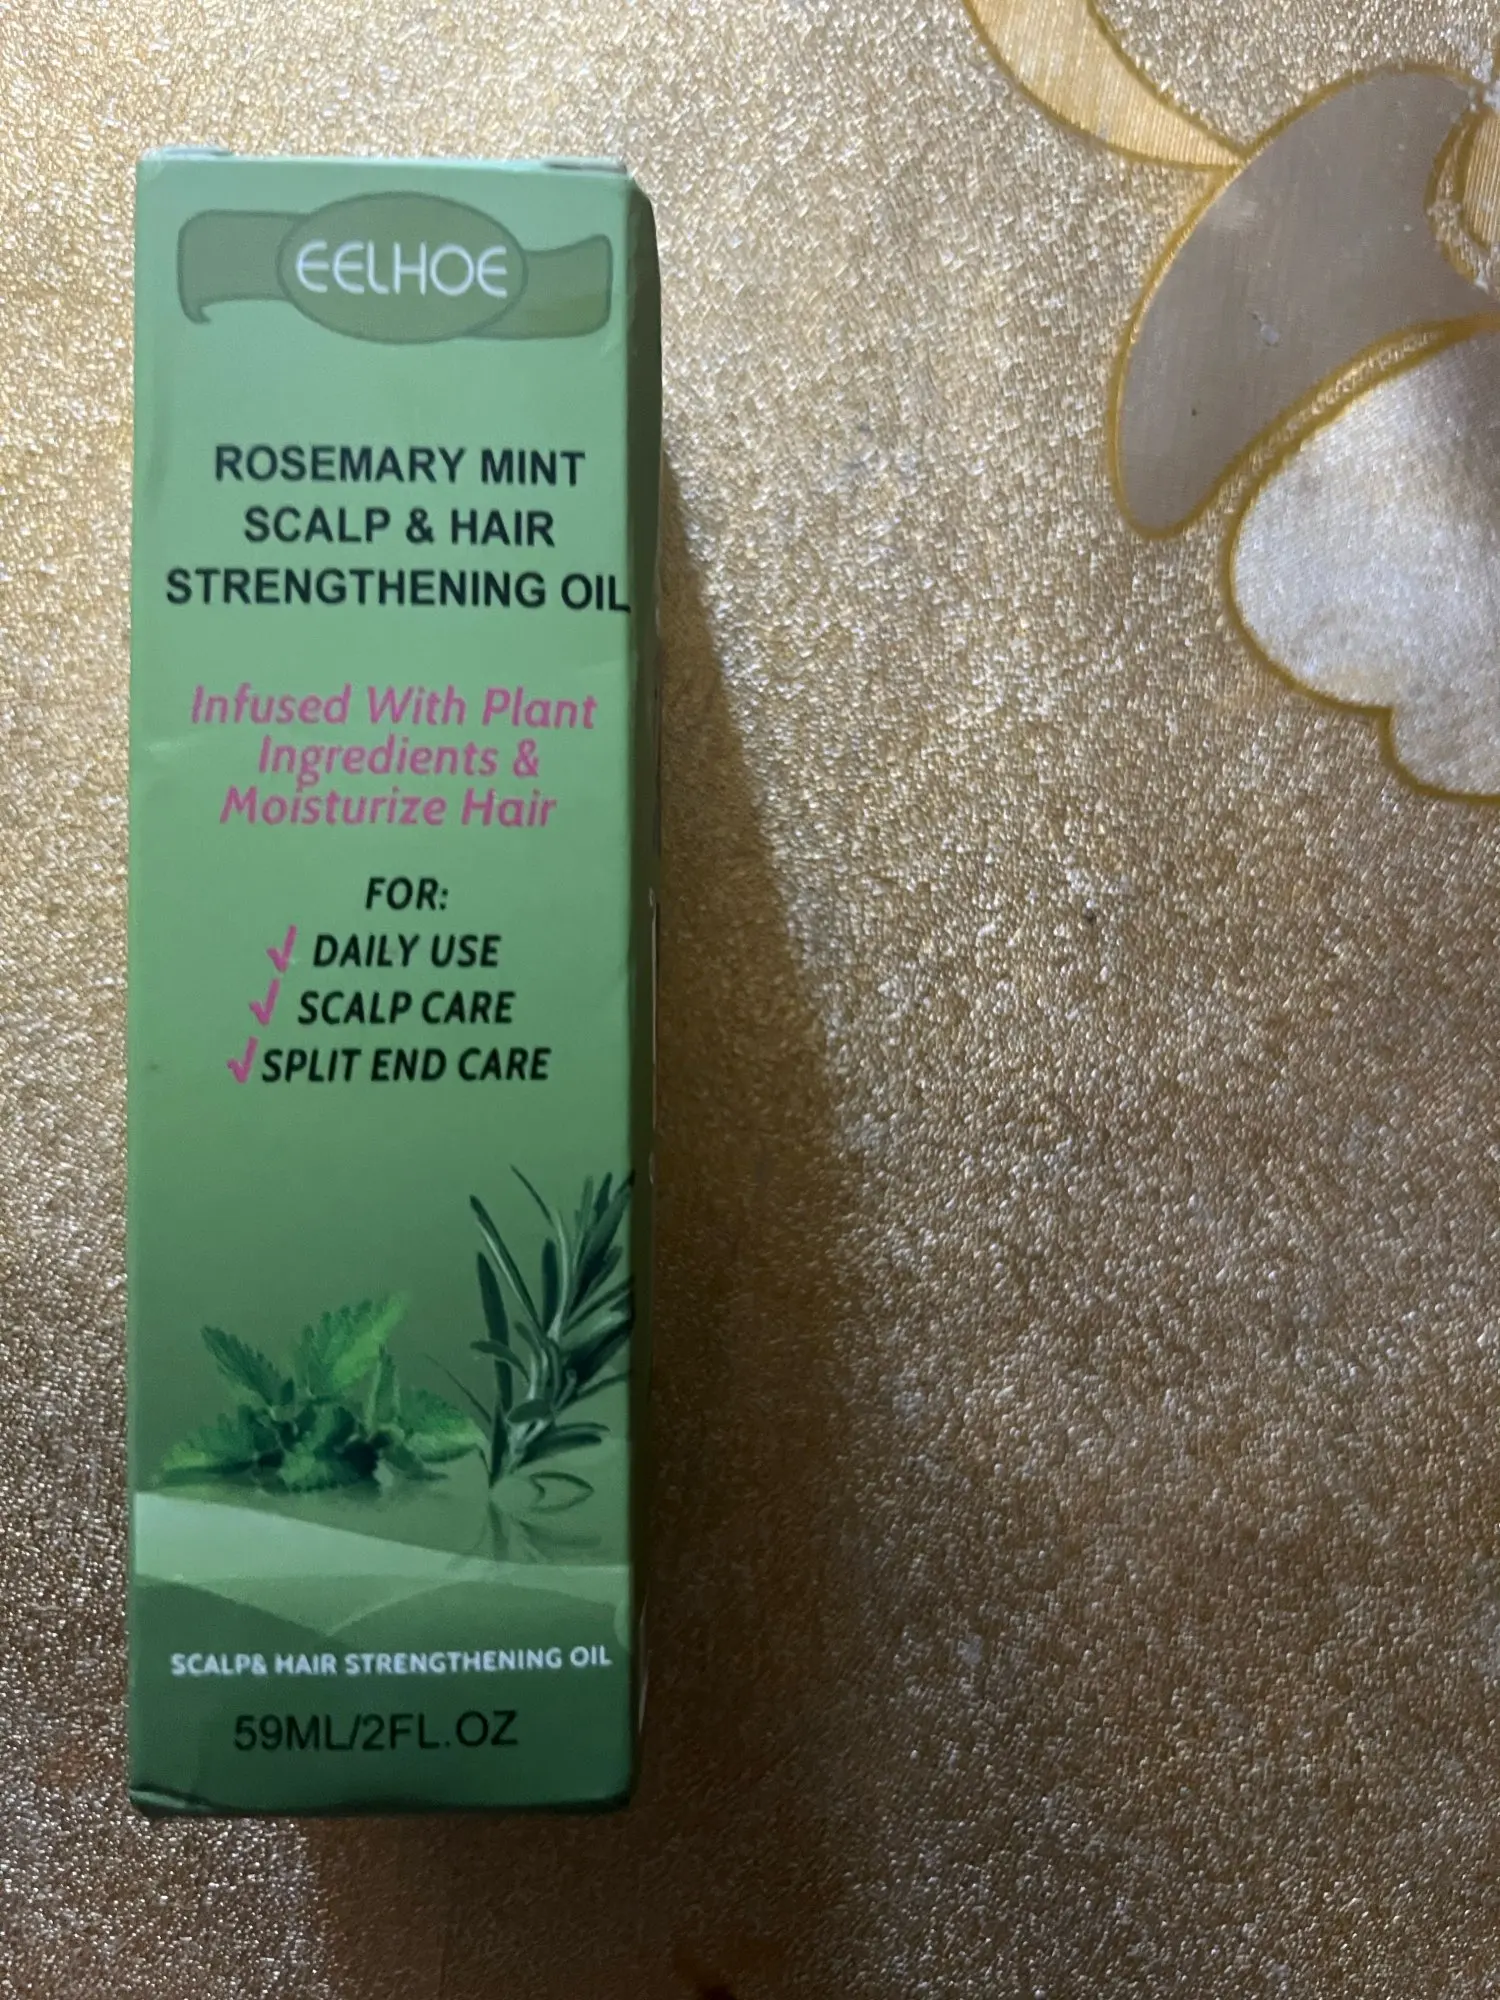 EELHOE
ROSEMARY MINT
SCALP & HAIR
STRENGTHENING OIL
Infused With Plant
Ingredients &
Moisturize Hair
FOR:
✓ DAILY USE
✓ SCALP CARE
✓ SPLIT END CARE
SCALP& HAIR STRENGTHENING OIL
59ML/2FL.OZ